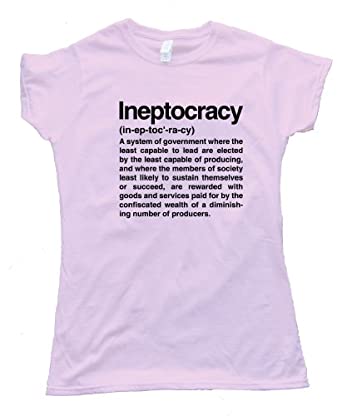 Ineptocracy
(in-ep-toc'-ra-cy)
A system of government where the
least capable to lead are elected
by the least capable of producing,
and where the members of society
least likely to sustain themselves
or succeed, are rewarded with
goods and services paid for by the
confiscated wealth of a diminish-
ing number of producers.